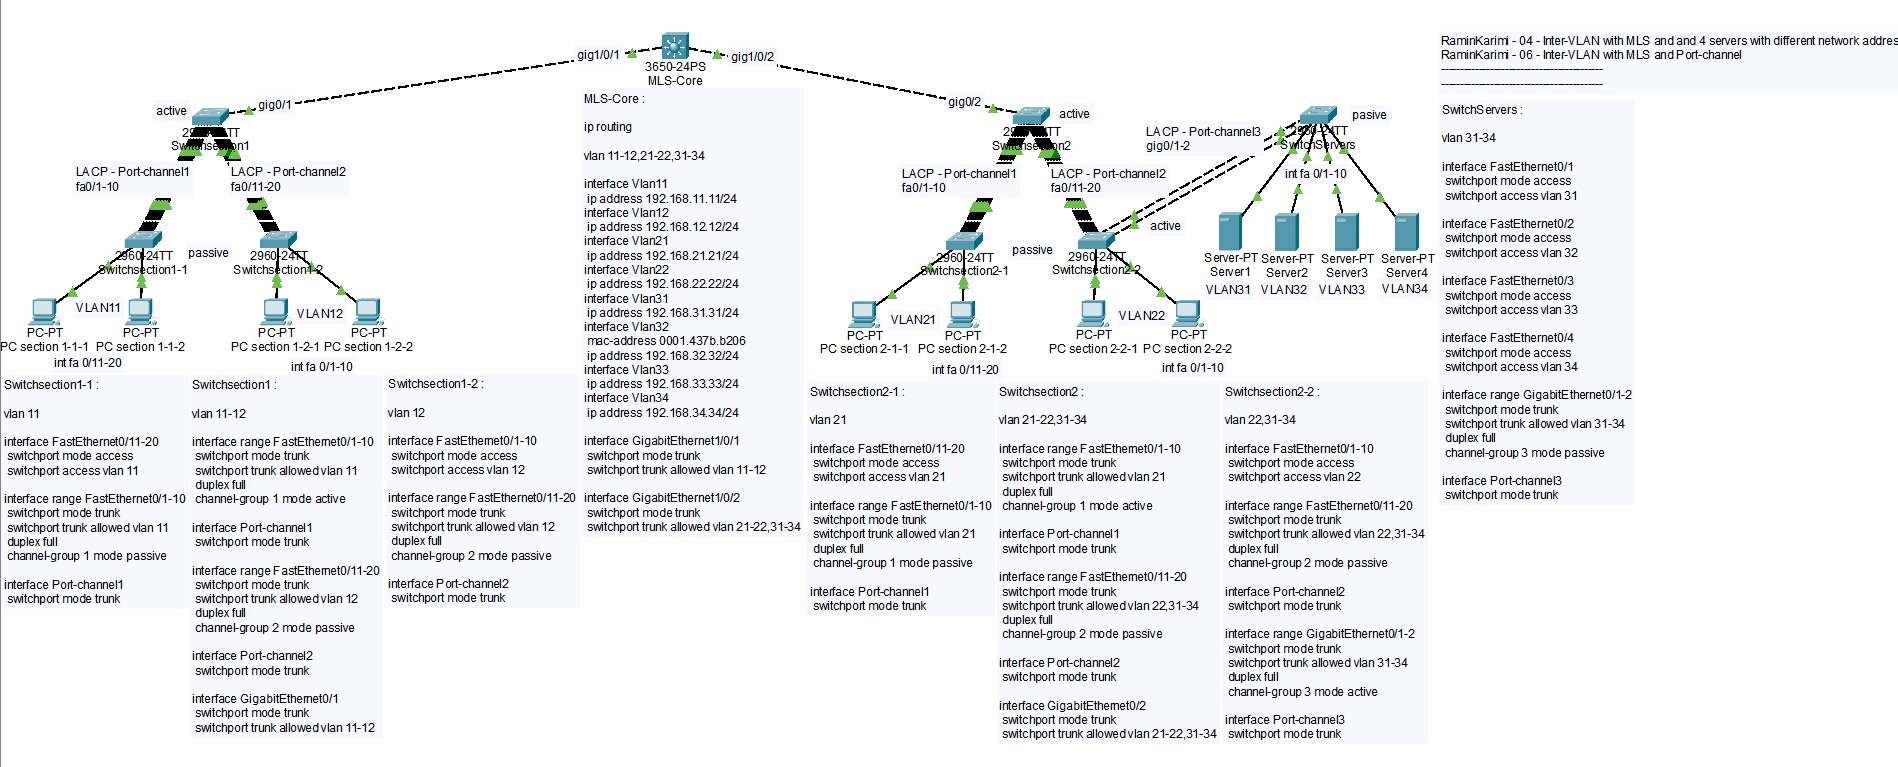 RaminKarimi - 04 - Inter-VLAN with MLS and and 4 servers with different network addres
RaminKarimi - 06 - Inter-VLAN with MLS and Port-channel
------------------------------------------
------------------------------------------
gig1/0/1
gig1/0/2
3650-24PS
MLS-Core
active
gig0/1
2960-24TT
Switchsection1
LACP - Port-channel1
fa0/1-10
LACP - Port-channel2
fa0/11-20
2960-24TT
Switchsection1-1
passive
2960-24TT
Switchsection1-2
VLAN11
VLAN12
PC-PT
PC section 1-1-1
PC-PT
PC section 1-1-2
PC-PT
PC section 1-2-1
PC-PT
PC section 1-2-2
int fa 0/11-20
int fa 0/1-10
gig0/2
active
2960-24TT
Switchsection2
LACP - Port-channel1
fa0/1-10
LACP - Port-channel2
fa0/11-20
LACP - Port-channel3
gig0/1-2
2960-24TT
SwitchServers
pasive
int fa 0/1-10
active
2960-24TT
Switchsection2-1
passive
2960-24TT
Switchsection2-2
Server-PT
Server1
VLAN31
Server-PT
Server2
VLAN32
Server-PT
Server3
VLAN33
Server-PT
Server4
VLAN34
VLAN21
VLAN22
PC-PT
PC section 2-1-1
PC-PT
PC section 2-1-2
PC-PT
PC section 2-2-1
PC-PT
PC section 2-2-2
int fa 0/11-20
int fa 0/1-10
Switchsection1-1 :
vlan 11
interface FastEthernet0/11-20
switchport mode access
switchport access vlan 11
interface range FastEthernet0/1-10
switchport mode trunk
switchport trunk allowed vlan 11
duplex full
channel-group 1 mode passive
interface Port-channel1
switchport mode trunk
Switchsection1 :
vlan 11-12
interface range FastEthernet0/1-10
switchport mode trunk
switchport trunk allowed vlan 11
duplex full
channel-group 1 mode active
interface Port-channel1
switchport mode trunk
interface range FastEthernet0/11-20
switchport mode trunk
switchport trunk allowed vlan 12
duplex full
channel-group 2 mode passive
interface Port-channel2
switchport mode trunk
interface GigabitEthernet0/1
switchport mode trunk
switchport trunk allowed vlan 11-12
Switchsection1-2 :
vlan 12
interface FastEthernet0/1-10
switchport mode access
switchport access vlan 12
interface range FastEthernet0/11-20
switchport mode trunk
switchport trunk allowed vlan 12
duplex full
channel-group 2 mode passive
interface Port-channel2
switchport mode trunk
MLS-Core :
ip routing
vlan 11-12,21-22,31-34
interface Vlan11
ip address 192.168.11.11/24
interface Vlan12
ip address 192.168.12.12/24
interface Vlan21
ip address 192.168.21.21/24
interface Vlan22
ip address 192.168.22.22/24
interface Vlan31
ip address 192.168.31.31/24
interface Vlan32
mac-address 0001.437b.b206
ip address 192.168.32.32/24
interface Vlan33
ip address 192.168.33.33/24
interface Vlan34
ip address 192.168.34.34/24
interface GigabitEthernet1/0/1
switchport mode trunk
switchport trunk allowed vlan 11-12
interface GigabitEthernet1/0/2
switchport mode trunk
switchport trunk allowed vlan 21-22,31-34
Switchsection2-1 :
vlan 21
interface FastEthernet0/11-20
switchport mode access
switchport access vlan 21
interface range FastEthernet0/1-10
switchport mode trunk
switchport trunk allowed vlan 21
duplex full
channel-group 1 mode passive
interface Port-channel1
switchport mode trunk
Switchsection2 :
vlan 21-22,31-34
interface range FastEthernet0/1-10
switchport mode trunk
switchport trunk allowed vlan 21
duplex full
channel-group 1 mode active
interface Port-channel1
switchport mode trunk
interface range FastEthernet0/11-20
switchport mode trunk
switchport trunk allowed vlan 22,31-34
duplex full
channel-group 2 mode passive
interface Port-channel2
switchport mode trunk
interface GigabitEthernet0/2
switchport mode trunk
switchport trunk allowed vlan 21-22,31-34
Switchsection2-2 :
vlan 22,31-34
interface FastEthernet0/1-10
switchport mode access
switchport access vlan 22
interface range FastEthernet0/11-20
switchport mode trunk
switchport trunk allowed vlan 22,31-34
duplex full
channel-group 2 mode passive
interface Port-channel2
switchport mode trunk
interface range GigabitEthernet0/1-2
switchport mode trunk
switchport trunk allowed vlan 31-34
duplex full
channel-group 3 mode active
interface Port-channel3
switchport mode trunk
SwitchServers :
vlan 31-34
interface FastEthernet0/1
switchport mode access
switchport access vlan 31
interface FastEthernet0/2
switchport mode access
switchport access vlan 32
interface FastEthernet0/3
switchport mode access
switchport access vlan 33
interface FastEthernet0/4
switchport mode access
switchport access vlan 34
interface range GigabitEthernet0/1-2
switchport mode trunk
switchport trunk allowed vlan 31-34
duplex full
channel-group 3 mode passive
interface Port-channel3
switchport mode trunk